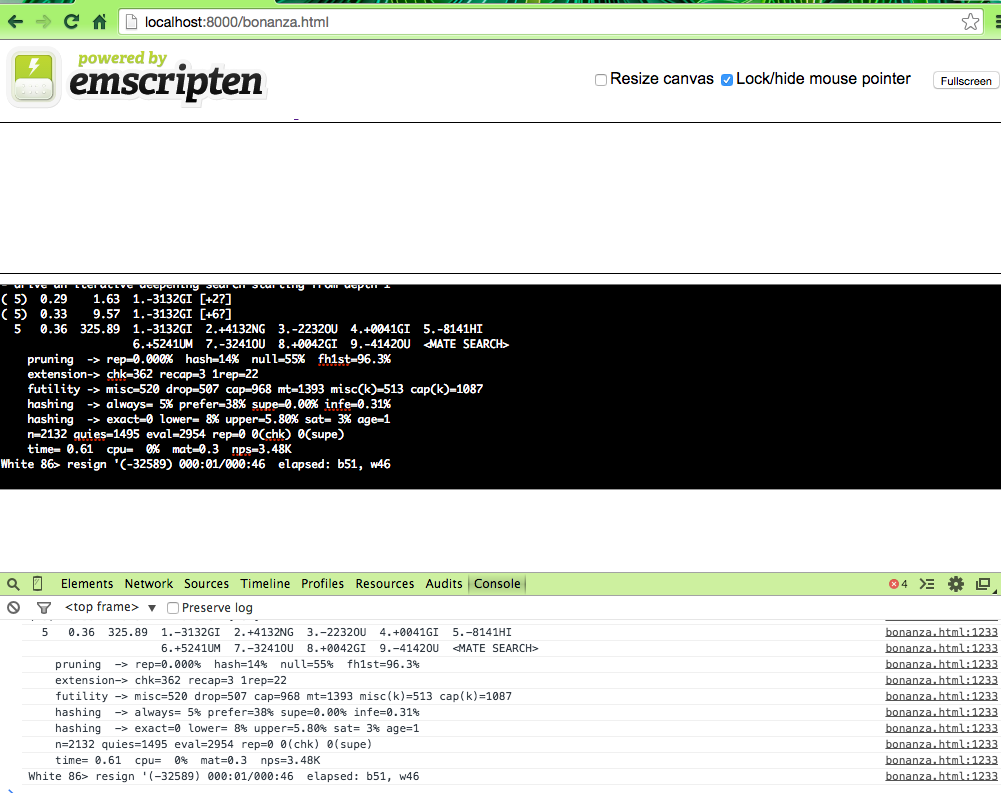 localhost:8000/bonanza.html
powered by
emscripten
Resize canvas Lock/hide mouse pointer Fullscreen
- drive an iterative deepening search starting from depth 1
( 5) 0.29 1.63 1.-3132GI [+27]
( 5) 0.33 9.57 1.-3132GI [+67]
5 0.36 325.89 1.-3132GI 2.+4132NG 3.-2232OU 4.+0041GI 5.-8141HI
6.+5241UM 7.-3241OU 8.+0042GI 9.-4142OU <MATE SEARCH>
pruning -> rep=0.000% hash=14% null=55% fh1st=96.3%
extension-> chk=362 recap=3 1rep=22
futility -> misc=520 drop=507 cap=968 mt=1393 misc(k)=513 cap(k)=1087
hashing -> always= 5% prefer=38% supe=0.00% infe=0.31%
hashing -> exact=0 lower= 8% upper=5.80% sat= 3% age=1
n=2132 quies=1495 eval=2954 rep=0 0(chk) 0(supe)
time= 0.61 cpu= 0% mat=0.3 nps=3.48K
White 86> resign '(-32589) 000:01/000:46 elapsed: b51, w46
Elements Network Sources Timeline Profiles Resources Audits Console 4
<top frame> ▼ Preserve log
5 0.36 325.89 1.-3132GI 2.+4132NG 3.-2232OU 4.+0041GI 5.-8141HI bonanza.html:1233
6.+5241UM 7.-3241OU 8.+0042GI 9.-4142OU <MATE SEARCH> bonanza.html:1233
pruning -> rep=0.000% hash=14% null=55% fh1st=96.3% bonanza.html:1233
extension-> chk=362 recap=3 1rep=22 bonanza.html:1233
futility -> misc=520 drop=507 cap=968 mt=1393 misc(k)=513 cap(k)=1087 bonanza.html:1233
hashing -> always= 5% prefer=38% supe=0.00% infe=0.31% bonanza.html:1233
hashing -> exact=0 lower= 8% upper=5.80% sat= 3% age=1 bonanza.html:1233
n=2132 quies=1495 eval=2954 rep=0 0(chk) 0(supe) bonanza.html:1233
time= 0.61 cpu= 0% mat=0.3 nps=3.48K bonanza.html:1233
White 86> resign '(-32589) 000:01/000:46 elapsed: b51, w46 bonanza.html:1233